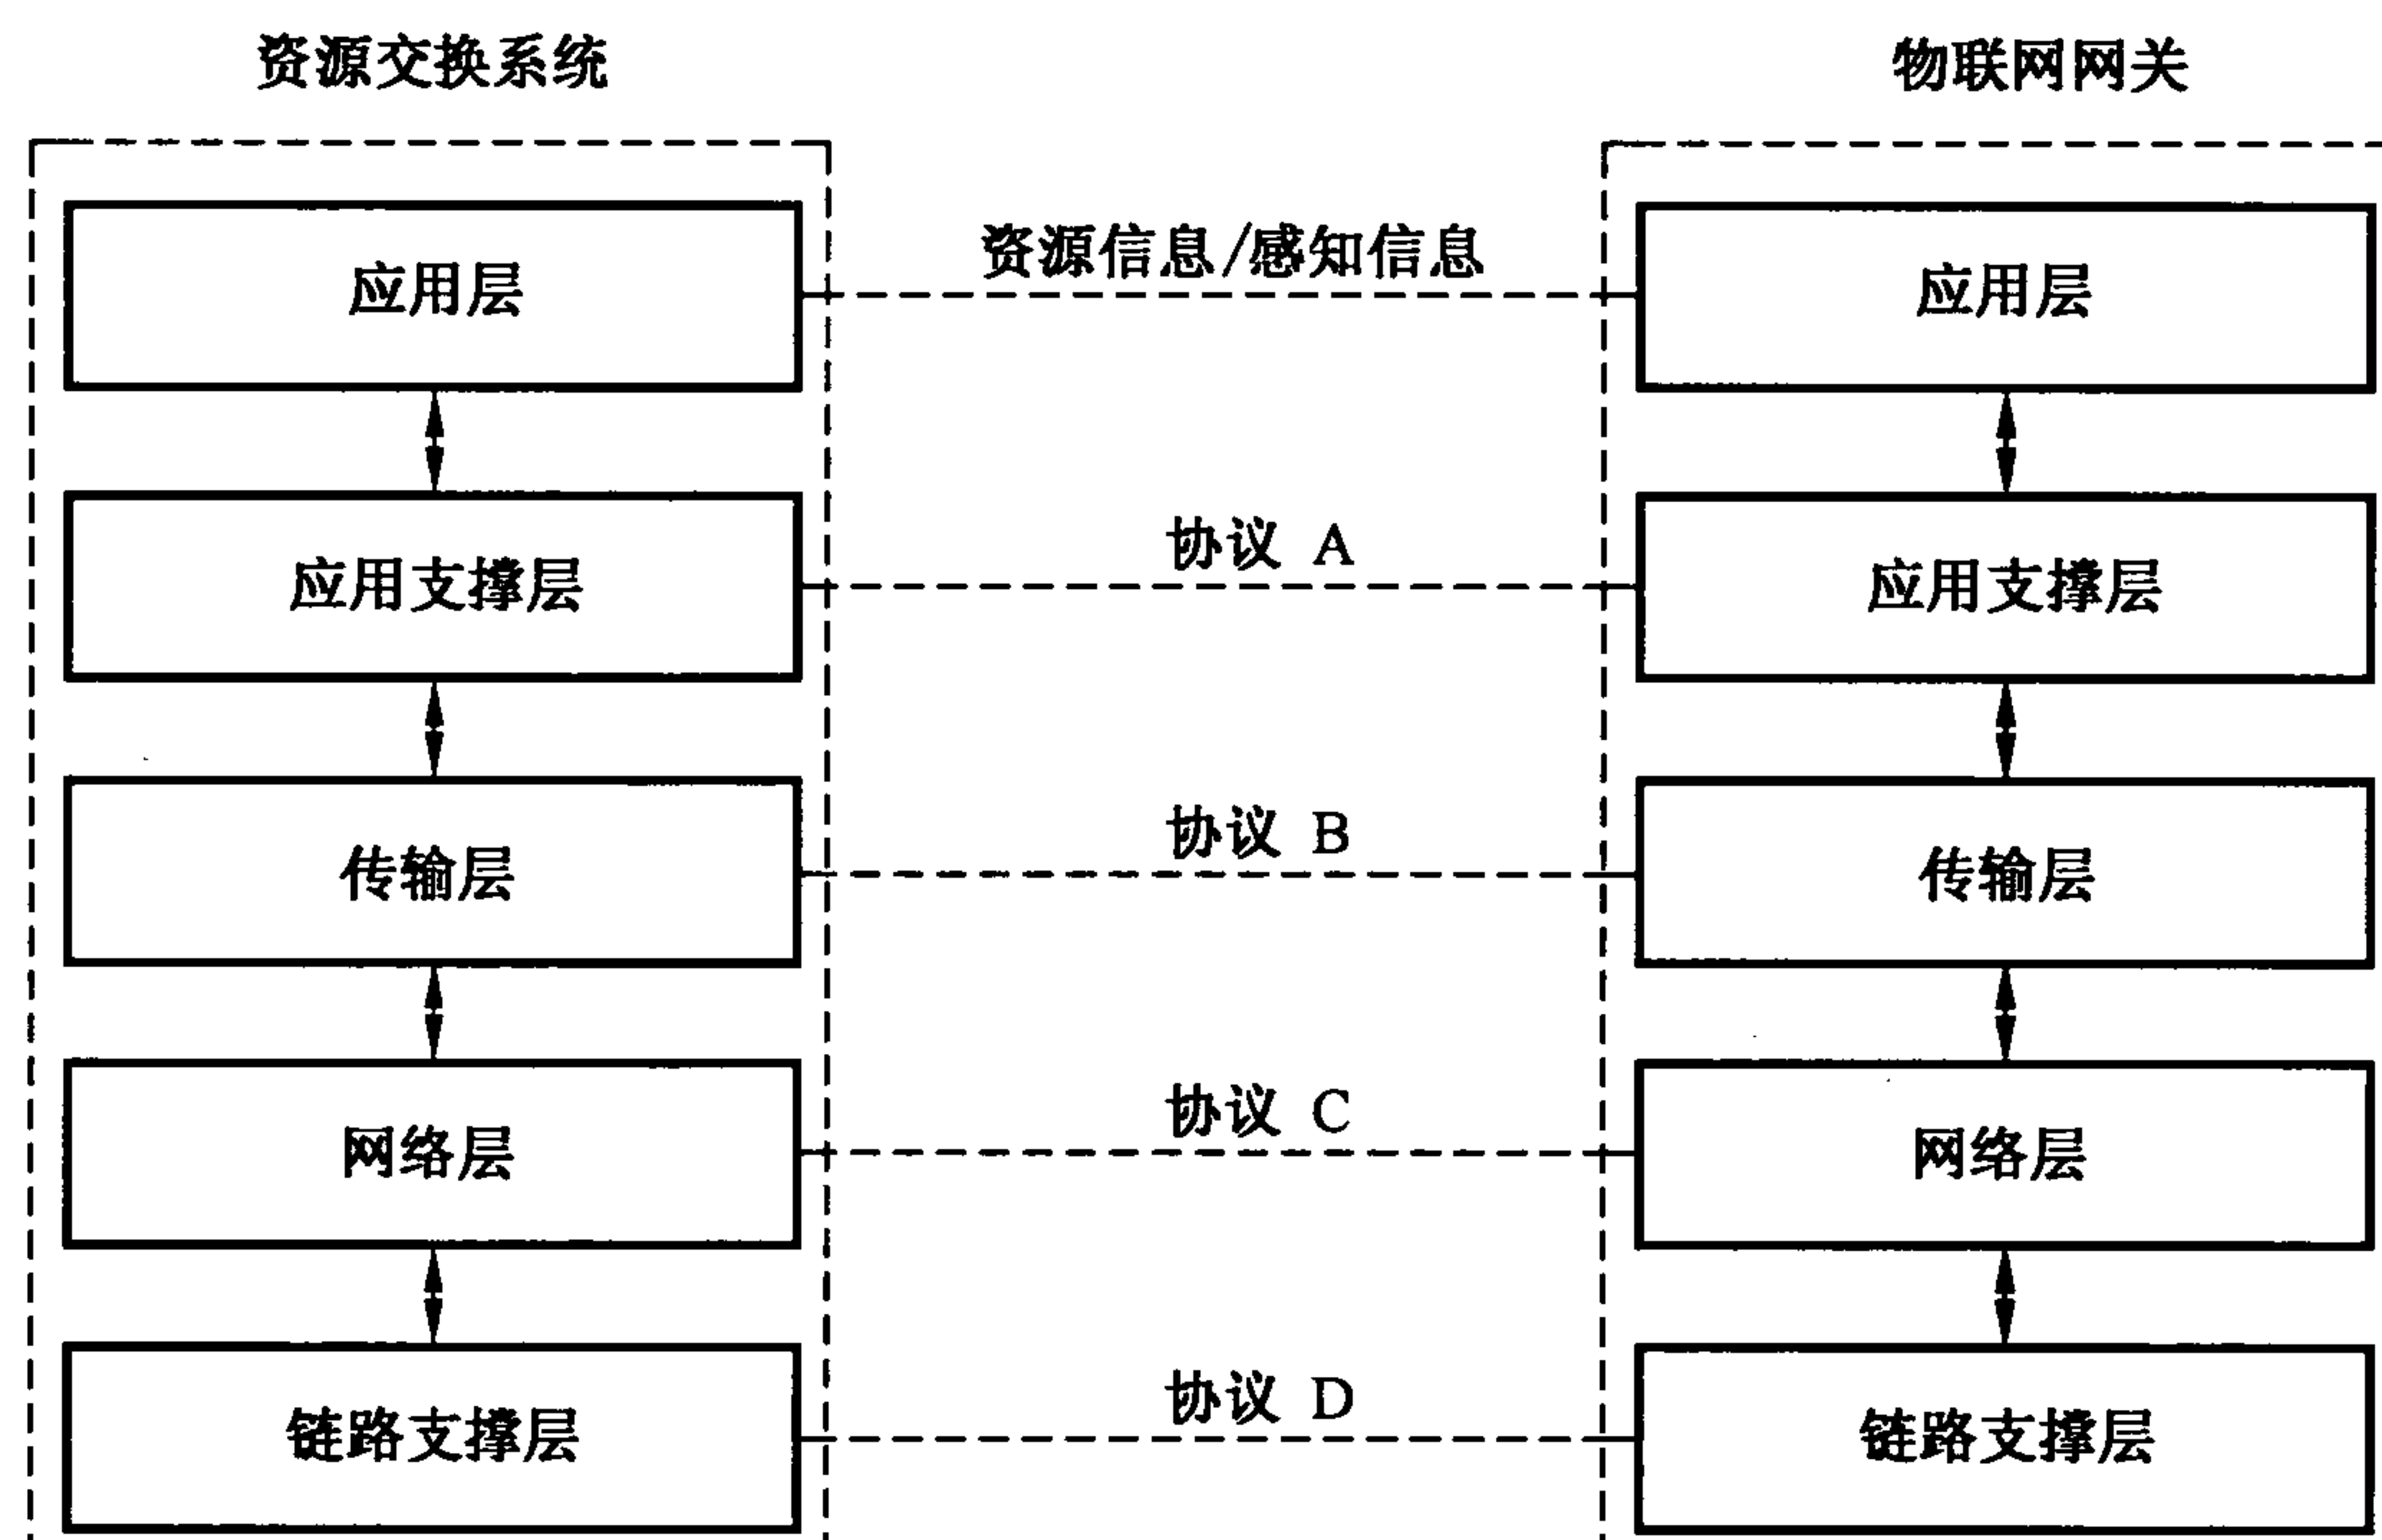 资源交换系统
物联网网关
应用层
资源信息/感知信息
应用层
应用支撑层
协议 A
应用支撑层
传输层
协议 B
传输层
网络层
协议 C
网络层
链路支撑层
协议 D
链路支撑层